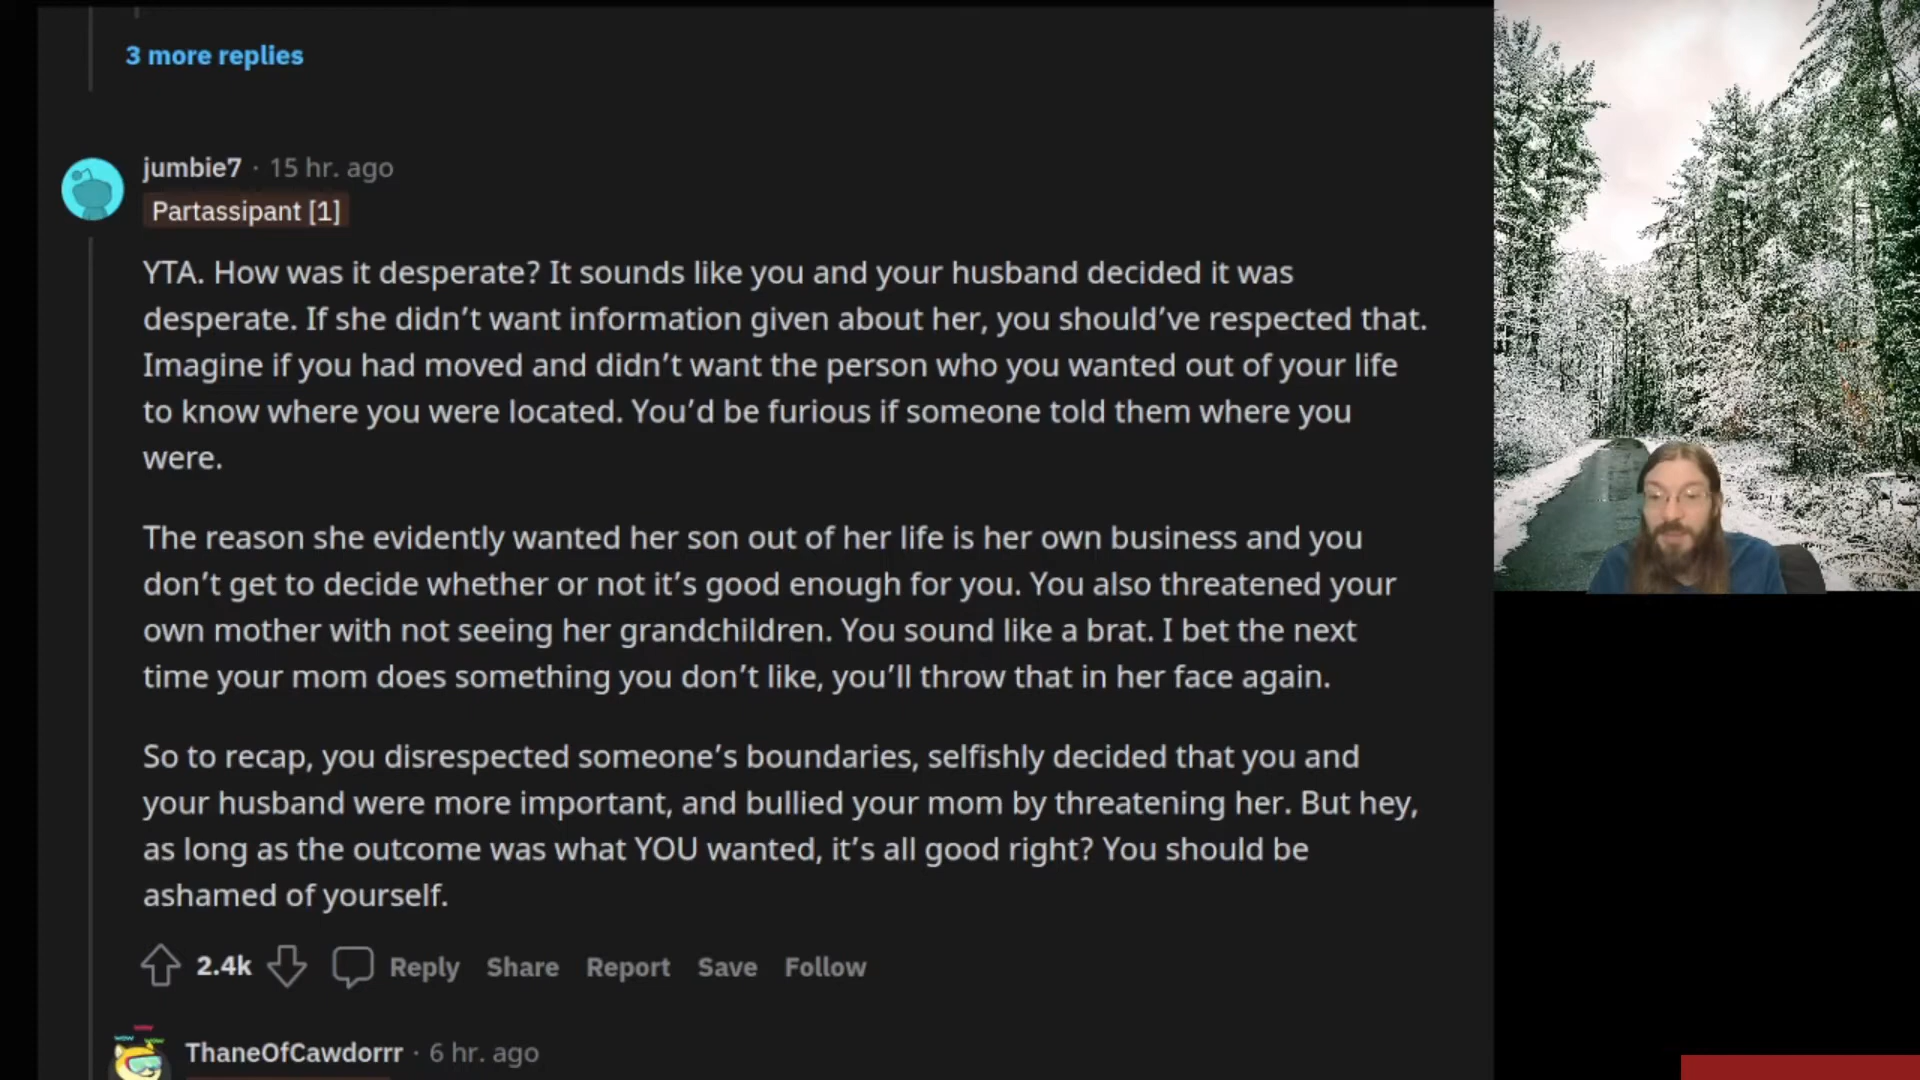 3 more replies
jumbie7 · 15 hr. ago
Partassipant [1]
YTA. How was it desperate? It sounds like you and your husband decided it was
desperate. If she didn’t want information given about her, you should’ve respected that.
Imagine if you had moved and didn’t want the person who you wanted out of your life
to know where you were located. You’d be furious if someone told them where you
were.
The reason she evidently wanted her son out of her life is her own business and you
don’t get to decide whether or not it’s good enough for you. You also threatened your
own mother with not seeing her grandchildren. You sound like a brat. I bet the next
time your mom does something you don’t like, you’ll throw that in her face again.
So to recap, you disrespected someone’s boundaries, selfishly decided that you and
your husband were more important, and bullied your mom by threatening her. But hey,
as long as the outcome was what YOU wanted, it’s all good right? You should be
ashamed of yourself.
2.4k Reply Share Report Save Follow
wow
wow wow
ThaneOfCawdorrr · 6 hr. ago